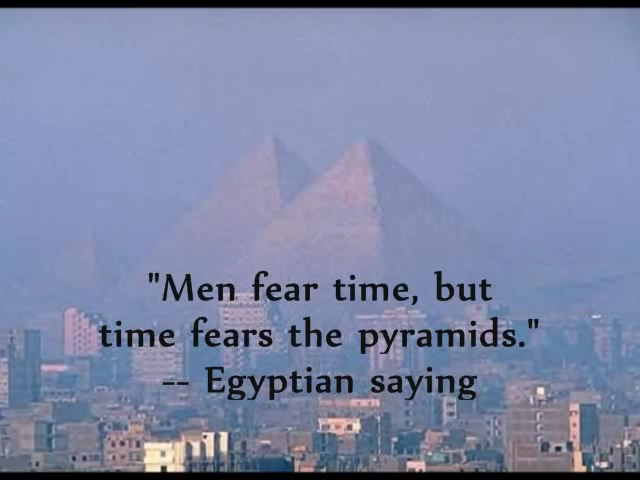 "Men fear time, but
time fears the pyramids."
-- Egyptian saying